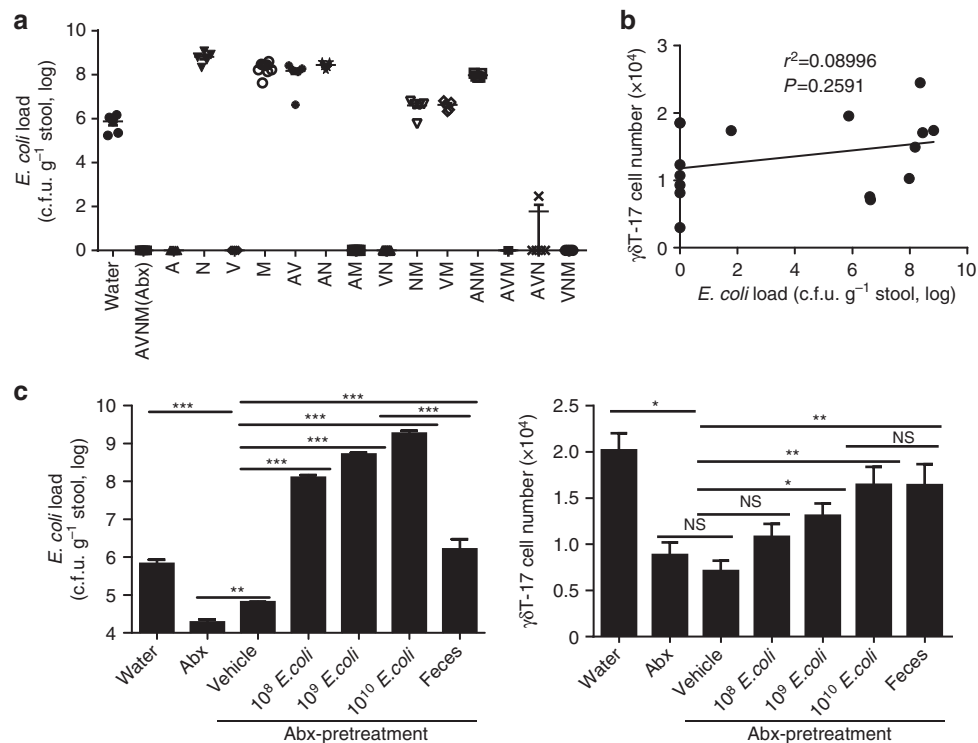 a
E. coli load
(c.f.u. g–1 stool, log)
10
8
6
4
2
0
Water
AVNM(Abx)
A
N
V
M
AV
AN
AM
VN
NM
VM
ANM
AVM
AVN
VNM
b
γδT-17 cell number (×10⁴)
3
2
1
0
r²=0.08996
P=0.2591
0 2 4 6 8 10
E. coli load (c.f.u. g–1 stool, log)
c
E. coli load
(c.f.u. g–1 stool, log)
10
9
8
7
6
5
4
***
***
***
***
***
***
**
Water
Abx
Vehicle
10⁸ E.coli
10⁹ E.coli
10¹⁰ E.coli
Feces
Abx-pretreatment
γδT-17 cell number (×10⁴)
2.5
2.0
1.5
1.0
0.5
0
*
**
NS
**
*
NS
NS
Water
Abx
Vehicle
10⁸ E.coli
10⁹ E.coli
10¹⁰ E.coli
Feces
Abx-pretreatment